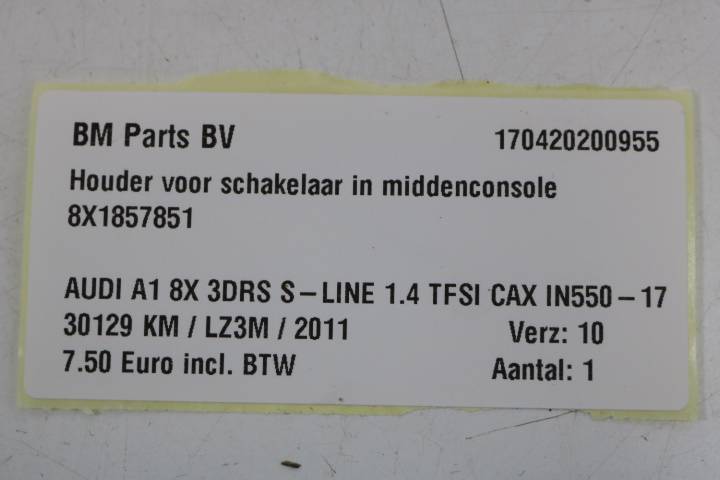 BM Parts BV 170420200955
Houder voor schakelaar in middenconsole
8X1857851
AUDI A1 8X 3DRS S-LINE 1.4 TFSI CAX IN550-17
30129 KM / LZ3M / 2011 Verz: 10
7.50 Euro incl. BTW Aantal: 1